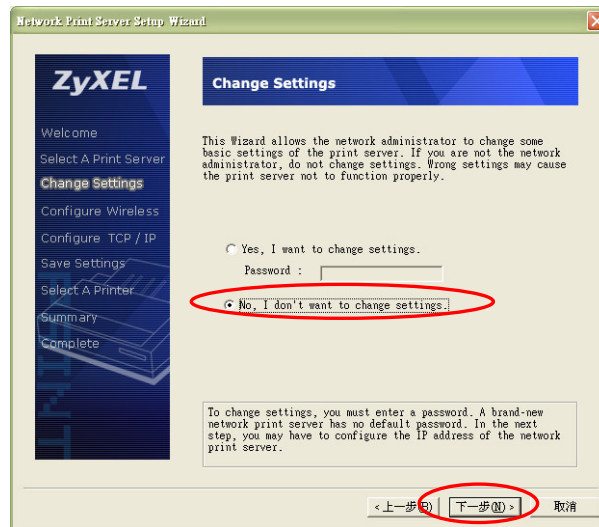 Network Print Server Setup Wizard
ZyXEL
Change Settings
Welcome
Select A Print Server
Change Settings
Configure Wireless
Configure TCP / IP
Save Settings
Select A Printer
Summary
Complete
PRINT
This Wizard allows the network administrator to change some
basic settings of the print server. If you are not the network
administrator, do not change settings. Wrong settings may cause
the print server not to function properly.
Yes, I want to change settings.
Password :
No, I don't want to change settings.
To change settings, you must enter a password. A brand-new
network print server has no default password. In the next
step, you may have to configure the IP address of the network
print server.
<上一步(B) 下一步(N)> 取消